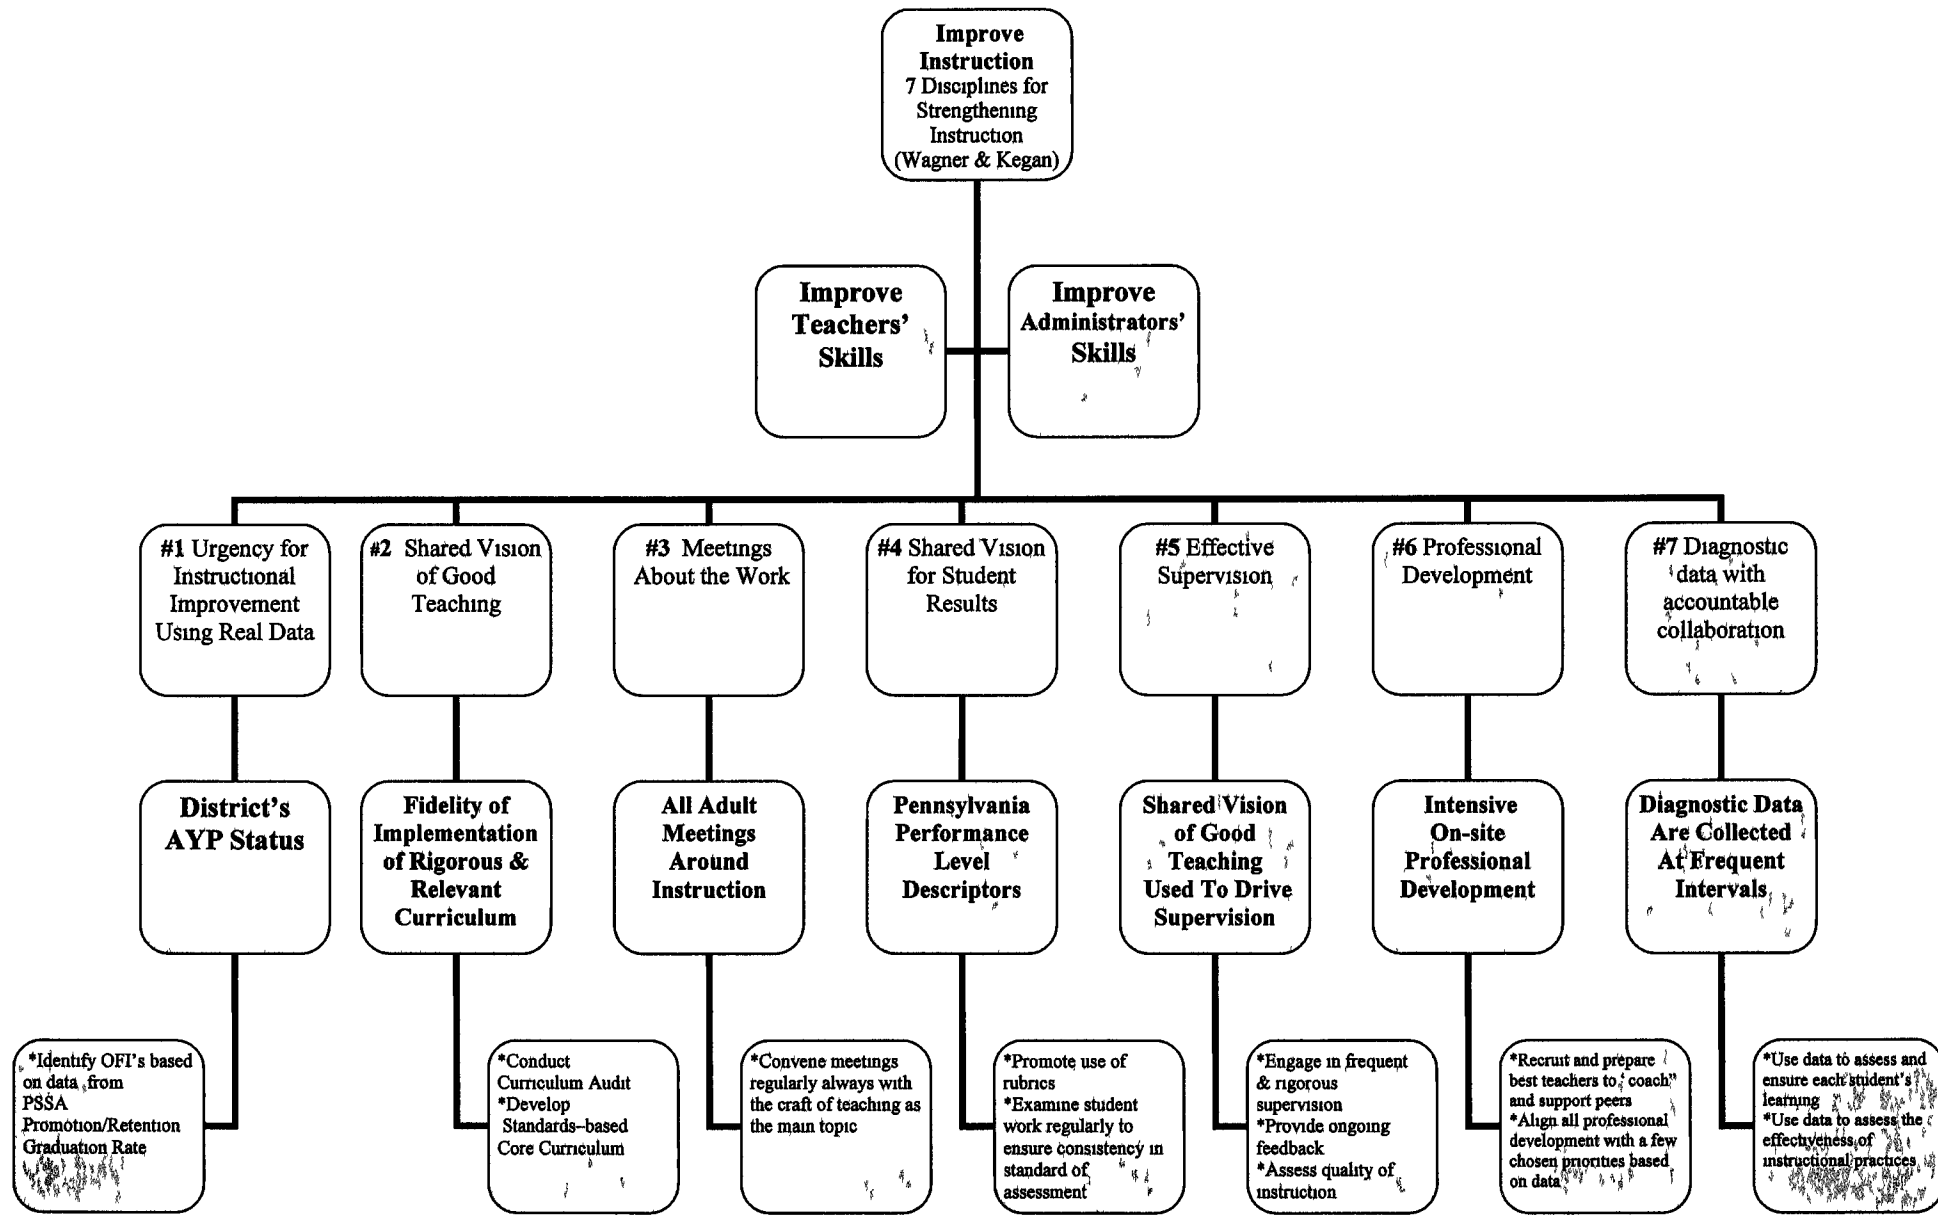 Improve
Instruction
7 Disciplines for
Strengthening
Instruction
(Wagner & Kegan)
Improve
Teachers'
Skills
Improve
Administrators'
Skills
#1 Urgency for
Instructional
Improvement
Using Real Data
#2 Shared Vision
of Good
Teaching
#3 Meetings
About the Work
#4 Shared Vision
for Student
Results
#5 Effective
Supervision
#6 Professional
Development
#7 Diagnostic
data with
accountable
collaboration
District's
AYP Status
Fidelity of
Implementation
of Rigorous &
Relevant
Curriculum
All Adult
Meetings
Around
Instruction
Pennsylvania
Performance
Level
Descriptors
Shared Vision
of Good
Teaching
Used To Drive
Supervision
Intensive
On-site
Professional
Development
Diagnostic Data
Are Collected
At Frequent
Intervals
*Identify OFI's based
on data from
PSSA
Promotion/Retention
Graduation Rate
*Conduct
Curriculum Audit
*Develop
Standards-based
Core Curriculum
*Convene meetings
regularly always with
the craft of teaching as
the main topic
*Promote use of
rubrics
*Examine student
work regularly to
ensure consistency in
standard of
assessment
*Engage in frequent
& rigorous
supervision
*Provide ongoing
feedback
*Assess quality of
instruction
*Recruit and prepare
best teachers to ‘coach”
and support peers
*Align all professional
development with a few
chosen priorities based
on data
*Use data to assess and
ensure each student's
learning
*Use data to assess the
effectiveness of
instructional practices